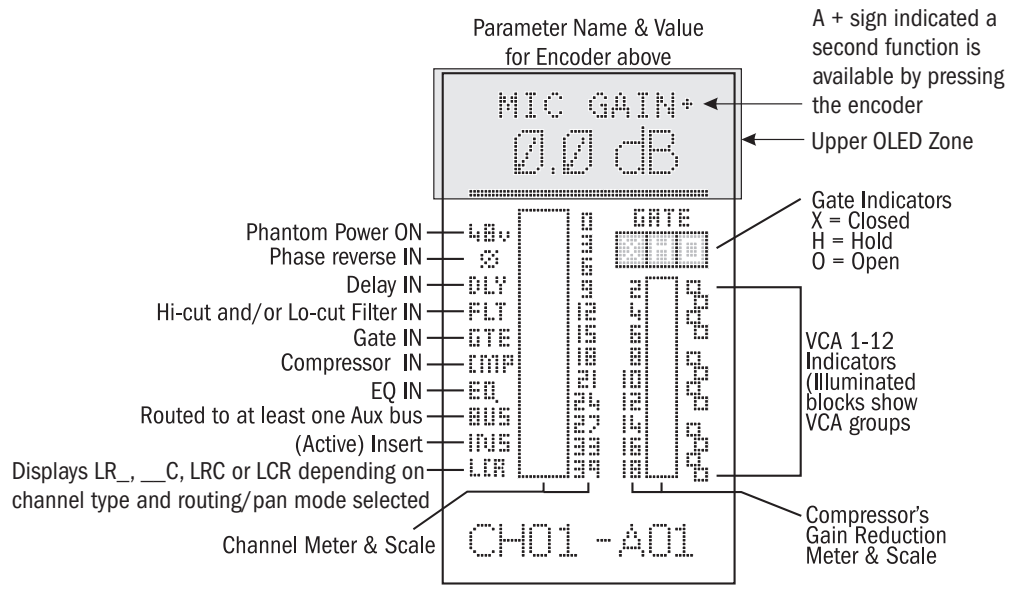 Parameter Name & Value
for Encoder above
A + sign indicated a
second function is
available by pressing
the encoder
MIC GAIN+
0.0 dB
Upper OLED Zone
Gate Indicators
X = Closed
H = Hold
O = Open
GATE
X H O
Phantom Power ON
Phase reverse IN
Delay IN
Hi-cut and/or Lo-cut Filter IN
Gate IN
Compressor IN
EQ IN
Routed to at least one Aux bus
(Active) Insert
Displays LR_, __C, LRC or LCR depending on
channel type and routing/pan mode selected
48v
Ø
DLY
FLT
GTE
CMP
EQ
BUS
INS
LCR
0
3
6
9
12
15
18
21
24
27
33
39
2
4
6
8
10
12
14
16
18
VCA 1-12
Indicators
(Illuminated
blocks show
VCA groups
Channel Meter & Scale
CH01 -A01
Compressor's
Gain Reduction
Meter & Scale